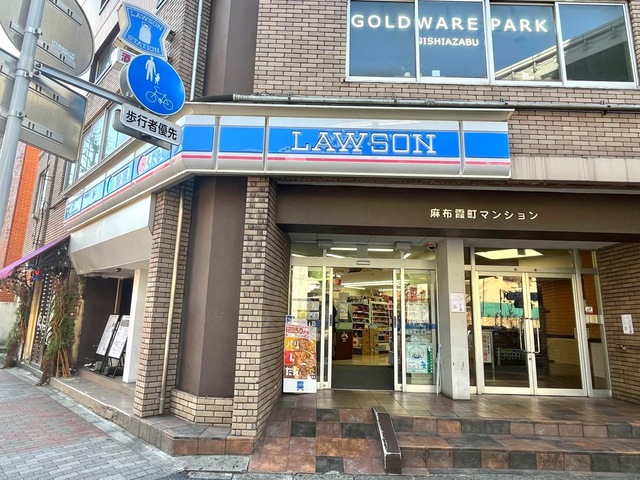 GOLDWARE PARK
NISHIAZABU
LAWSON
STATION
歩行者優先
LAWSON
麻布霞町マンション